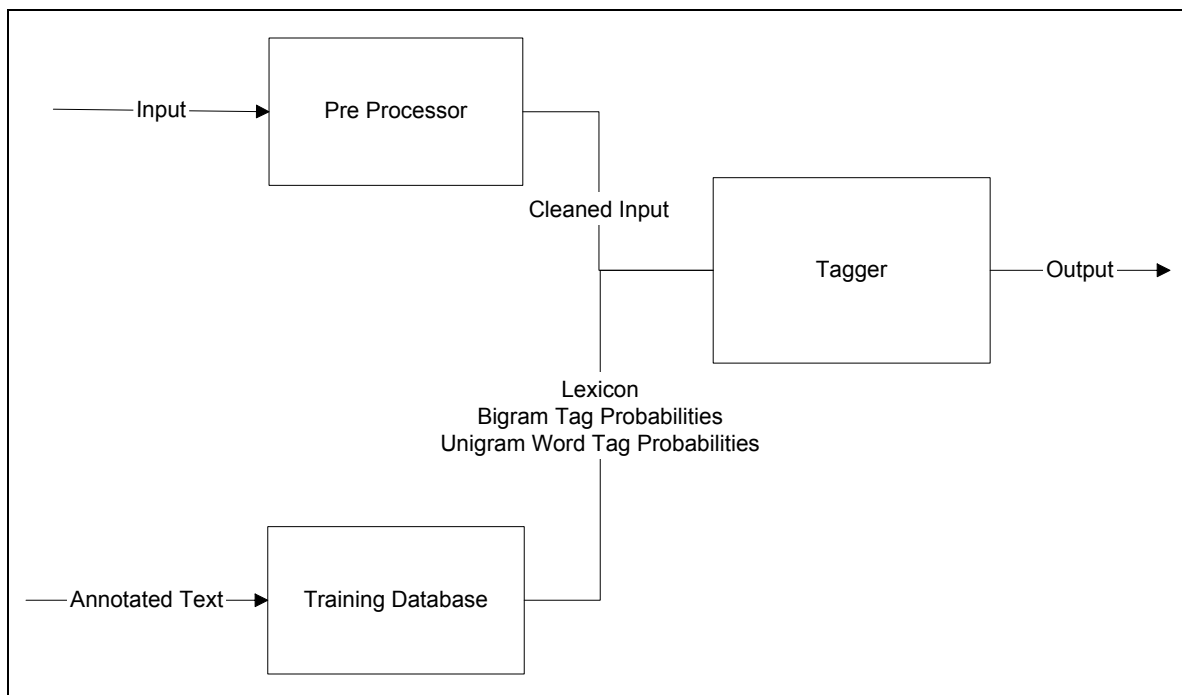 Input
Pre Processor
Cleaned Input
Tagger
Output
Lexicon
Bigram Tag Probabilities
Unigram Word Tag Probabilities
Annotated Text
Training Database